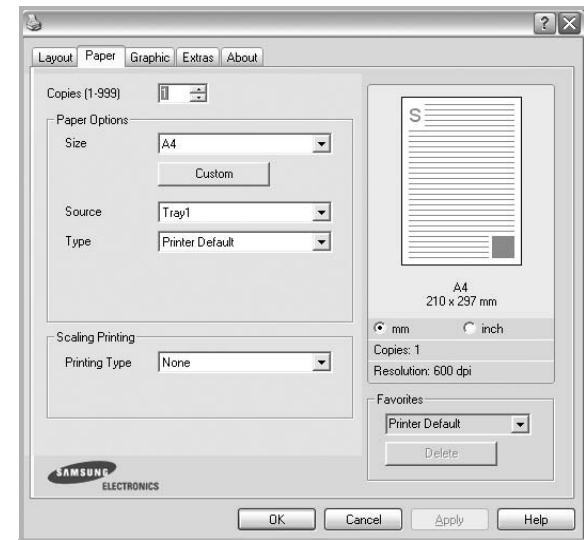 Layout Paper Graphic Extras About
Copies (1-999) 1
Paper Options
Size A4
Custom
Source Tray1
Type Printer Default
Scaling Printing
Printing Type None
SAMSUNG
ELECTRONICS
S
A4
210 x 297 mm
mm inch
Copies: 1
Resolution: 600 dpi
Favorites
Printer Default
Delete
OK Cancel Apply Help